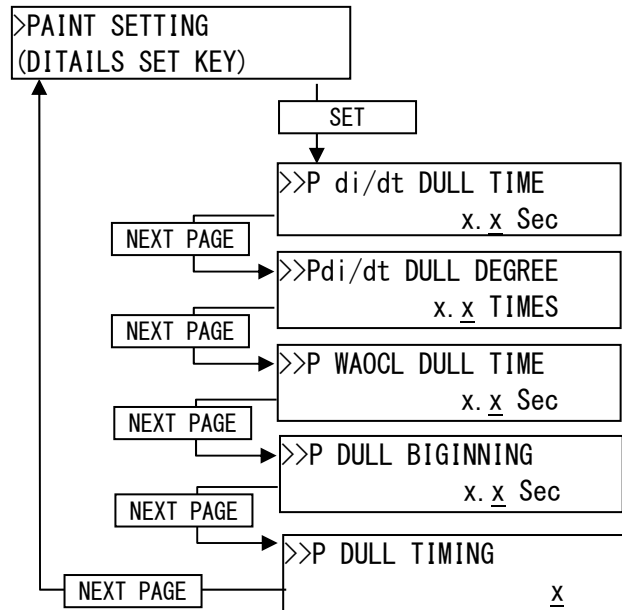 >PAINT SETTING
(DITAILS SET KEY)
SET
>>P di/dt DULL TIME
x.x Sec
NEXT PAGE
>>Pdi/dt DULL DEGREE
x.x TIMES
NEXT PAGE
>>P WAOCL DULL TIME
x.x Sec
NEXT PAGE
>>P DULL BIGINNING
x.x Sec
NEXT PAGE
>>P DULL TIMING
x
NEXT PAGE